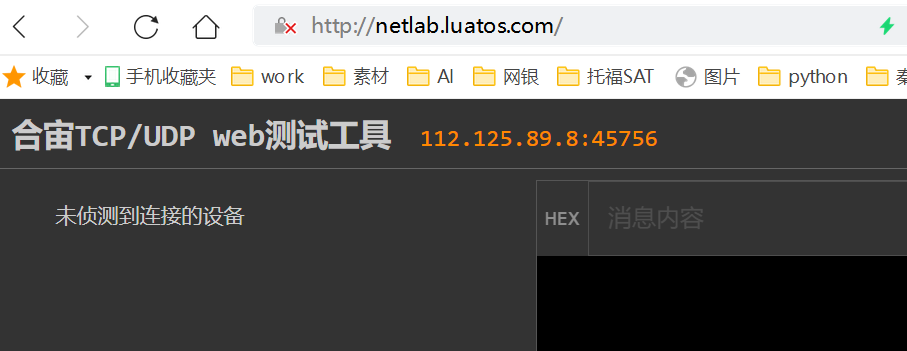 http://netlab.luatos.com/
收藏 手机收藏夹 work 素材 AI 网银 托福SAT 图片 python
合宙TCP/UDP web测试工具 112.125.89.8:45756
未侦测到连接的设备 HEX 消息内容